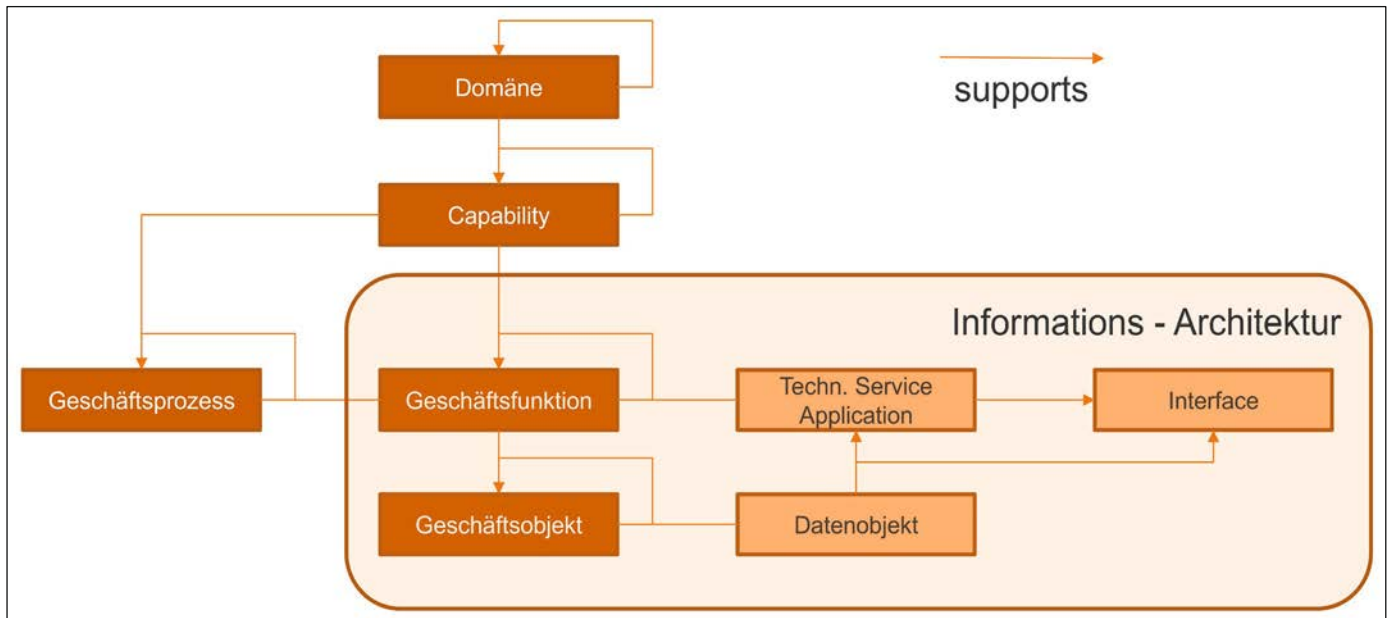 Domäne
supports
Capability
Informations - Architektur
Geschäftsprozess
Geschäftsfunktion
Techn. Service
Application
Interface
Geschäftsobjekt
Datenobjekt